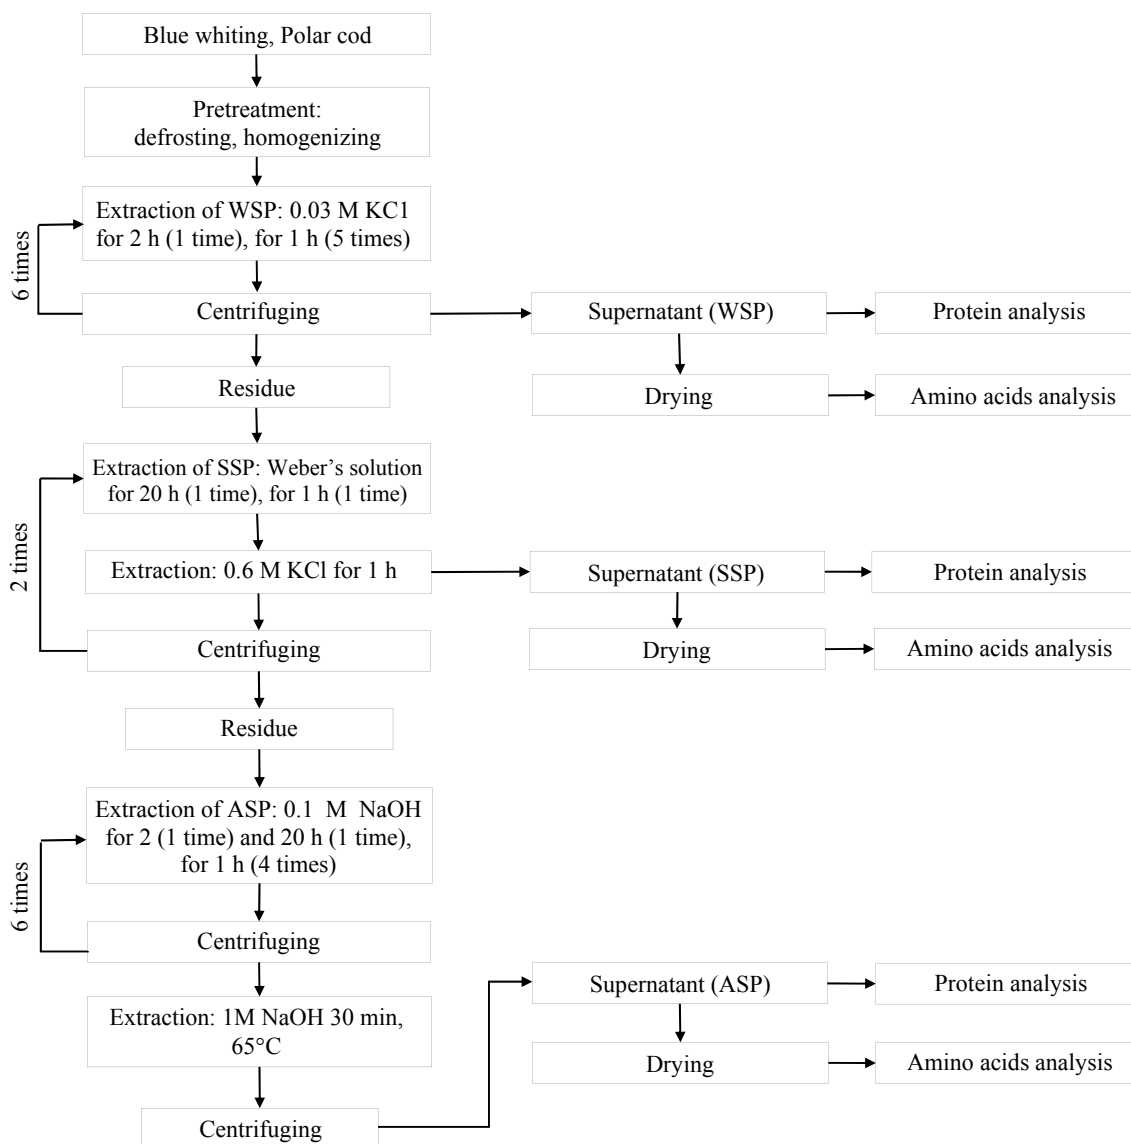 Blue whiting, Polar cod
Pretreatment:
defrosting, homogenizing
Extraction of WSP: 0.03 M KCl
for 2 h (1 time), for 1 h (5 times)
6 times
Centrifuging
Supernatant (WSP)
Protein analysis
Residue
Drying
Amino acids analysis
Extraction of SSP: Weber’s solution
for 20 h (1 time), for 1 h (1 time)
2 times
Extraction: 0.6 M KCl for 1 h
Supernatant (SSP)
Protein analysis
Centrifuging
Drying
Amino acids analysis
Residue
Extraction of ASP: 0.1 M NaOH
for 2 (1 time) and 20 h (1 time),
for 1 h (4 times)
6 times
Centrifuging
Supernatant (ASP)
Protein analysis
Extraction: 1M NaOH 30 min,
65°C
Drying
Amino acids analysis
Centrifuging